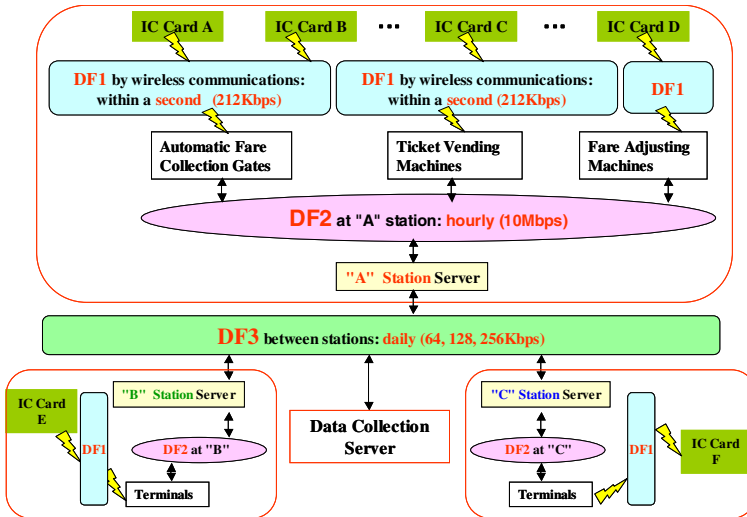 IC Card A
IC Card B
•••
IC Card C
•••
IC Card D
DF1 by wireless communications:
within a second (212Kbps)
DF1 by wireless communications:
within a second (212Kbps)
DF1
Automatic Fare
Collection Gates
Ticket Vending
Machines
Fare Adjusting
Machines
DF2 at "A" station: hourly (10Mbps)
"A" Station Server
DF3 between stations: daily (64, 128, 256Kbps)
"B" Station Server
IC Card
E
DF1
DF2 at "B"
Terminals
Data Collection
Server
"C" Station Server
DF2 at "C"
Terminals
DF1
IC Card
F